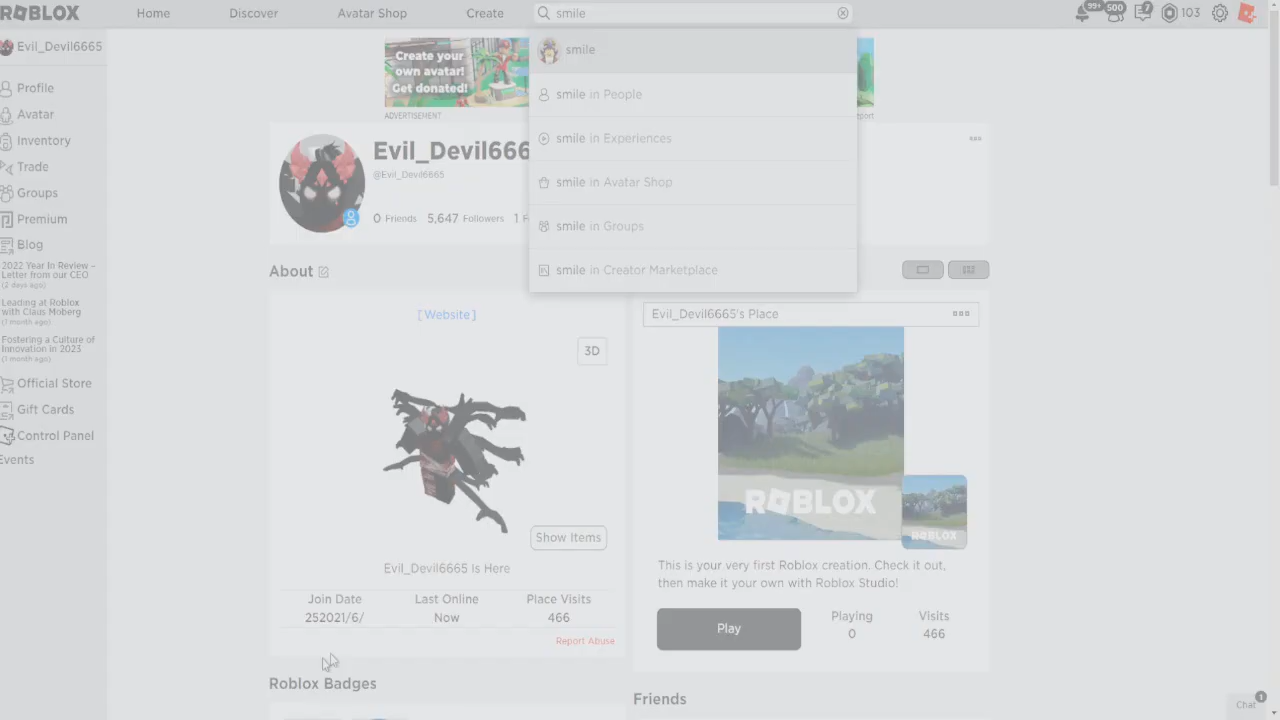 ROBLOX
Home
Discover
Avatar Shop
Create
smile
99+
500
7
103
Evil_Devil6665
Profile
Avatar
Inventory
Trade
Groups
Premium
Blog
2022 Year In Review –
Letter from our CEO
(2 days ago)
Leading at Roblox
with Claus Moberg
(1 month ago)
Fostering a Culture of
Innovation in 2023
(1 month ago)
Official Store
Gift Cards
Control Panel
Events
smile
smile in People
smile in Experiences
smile in Avatar Shop
smile in Groups
smile in Creator Marketplace
Create your
own avatar!
Get donated!
ADVERTISEMENT
Evil_Devil666
@Evil_Devil6665
0 Friends
5,647 Followers
About
[Website]
3D
Show Items
Evil_Devil6665 Is Here
Join Date
Last Online
Place Visits
252021/6/
Now
466
Report Abuse
Roblox Badges
Evil_Devil6665's Place
ROBLOX
ROBLOX
This is your very first Roblox creation. Check it out,
then make it your own with Roblox Studio!
Play
Playing
Visits
0
466
Friends
Chat
1